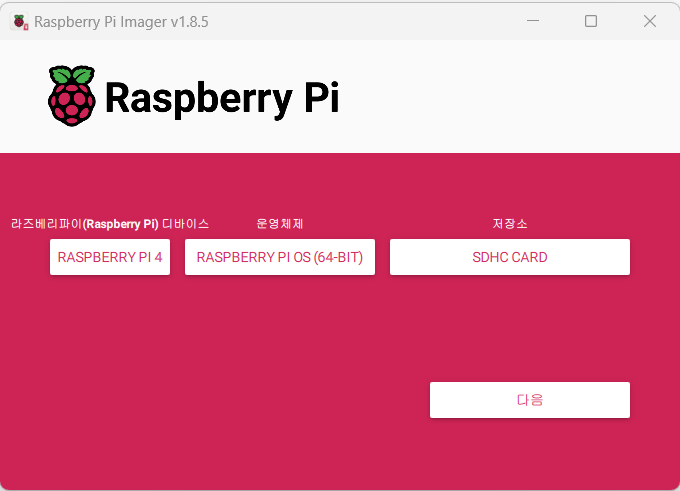 Raspberry Pi Imager v1.8.5
Raspberry Pi
라즈베리파이(Raspberry Pi) 디바이스 운영체제 저장소
RASPBERRY PI 4 RASPBERRY PI OS (64-BIT) SDHC CARD
다음